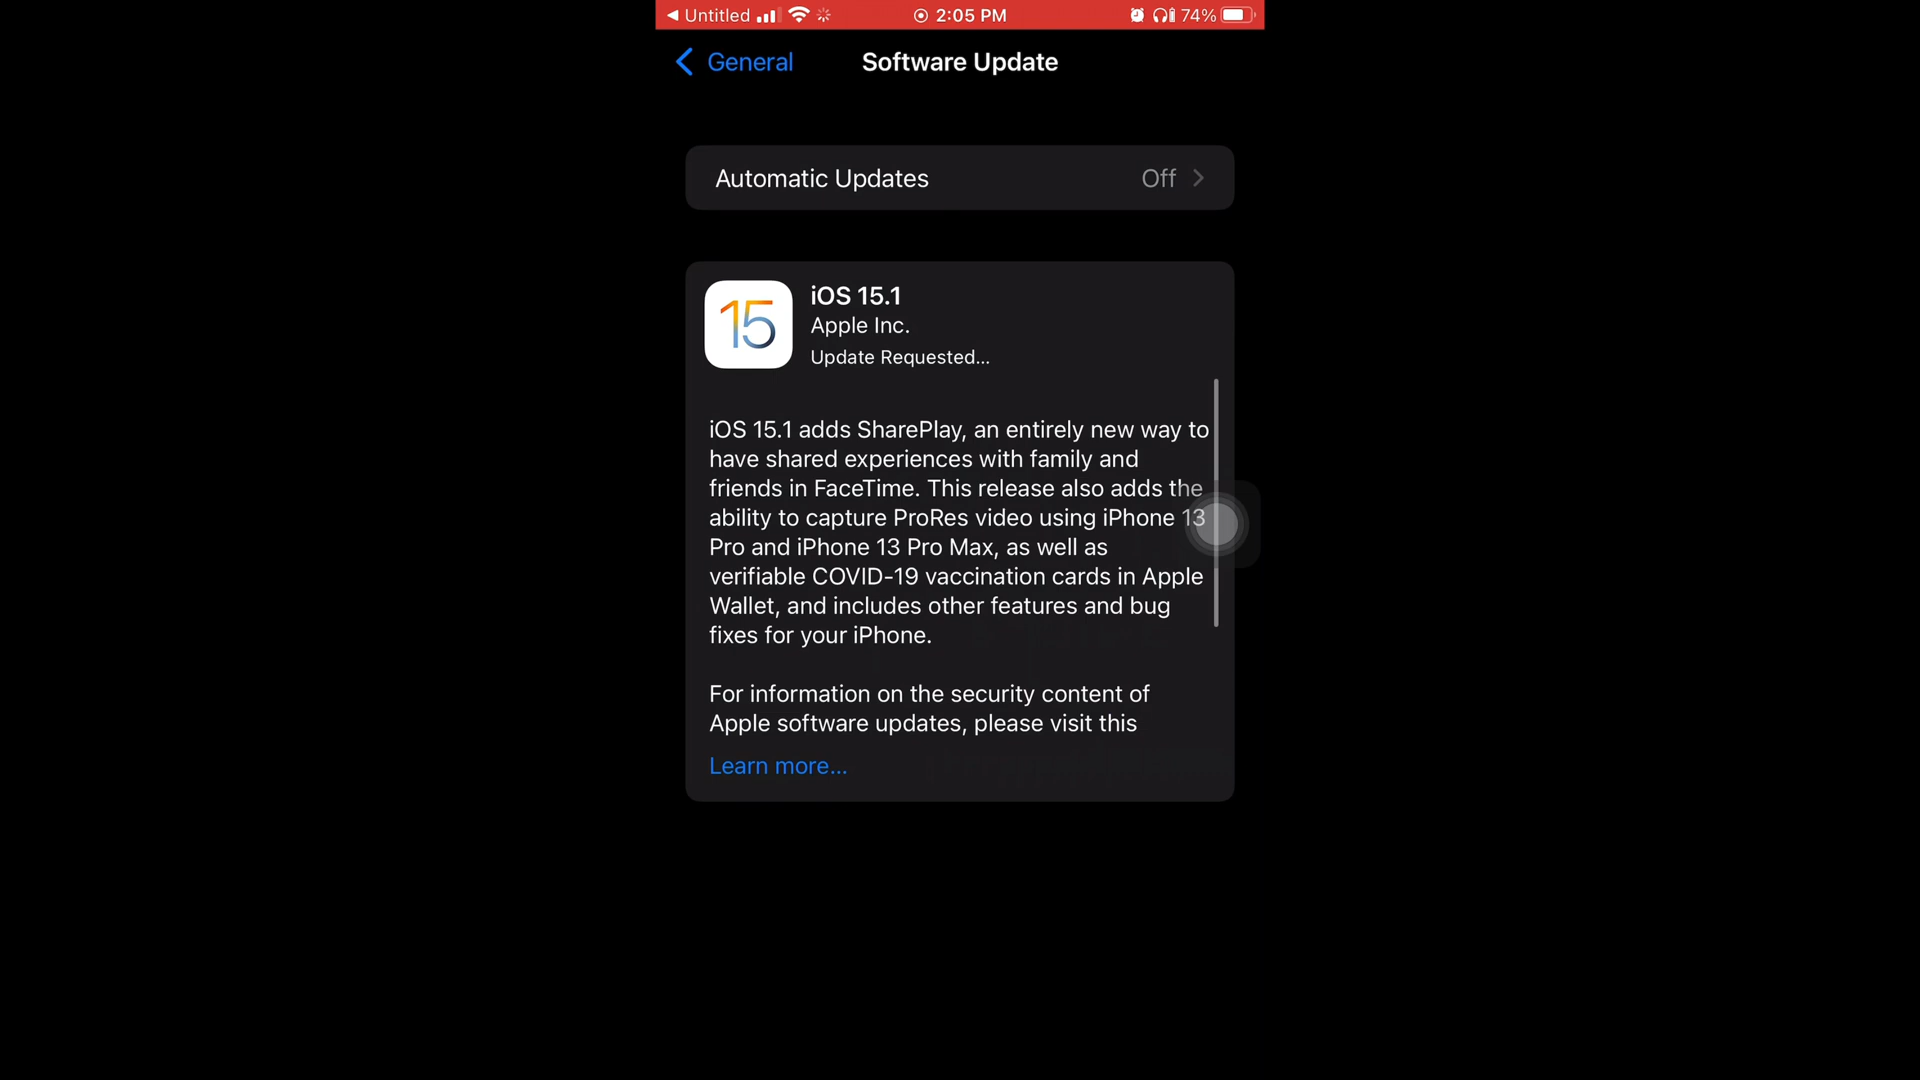 ◀ Untitled 2:05 PM 74%
General Software Update
Automatic Updates Off
15
iOS 15.1
Apple Inc.
Update Requested...
iOS 15.1 adds SharePlay, an entirely new way to
have shared experiences with family and
friends in FaceTime. This release also adds the
ability to capture ProRes video using iPhone 13
Pro and iPhone 13 Pro Max, as well as
verifiable COVID-19 vaccination cards in Apple
Wallet, and includes other features and bug
fixes for your iPhone.
For information on the security content of
Apple software updates, please visit this
Learn more...